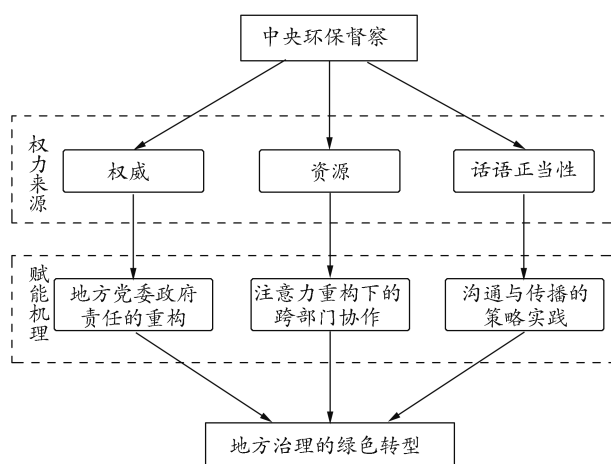 中央环保督察
权力来源
权威
资源
话语正当性
赋能机理
地方党委政府
责任的重构
注意力重构下的
跨部门协作
沟通与传播的
策略实践
地方治理的绿色转型